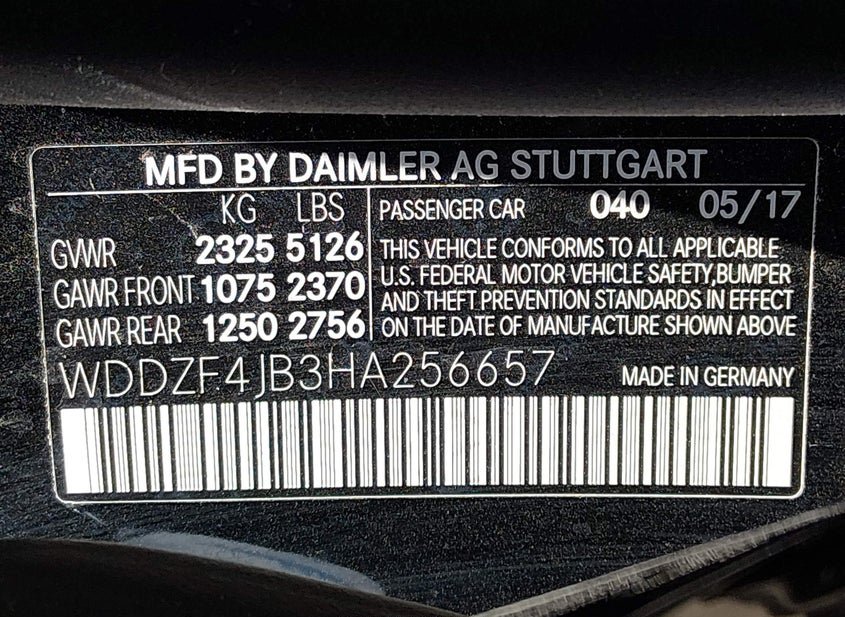 MFD BY DAIMLER AG STUTTGART
KG LBS
GVWR 2325 5126
GAWR FRONT 1075 2370
GAWR REAR 1250 2756
PASSENGER CAR 040 05/17
THIS VEHICLE CONFORMS TO ALL APPLICABLE
U.S. FEDERAL MOTOR VEHICLE SAFETY,BUMPER
AND THEFT PREVENTION STANDARDS IN EFFECT
ON THE DATE OF MANUFACTURE SHOWN ABOVE
WDDZF4JB3HA256657 MADE IN GERMANY